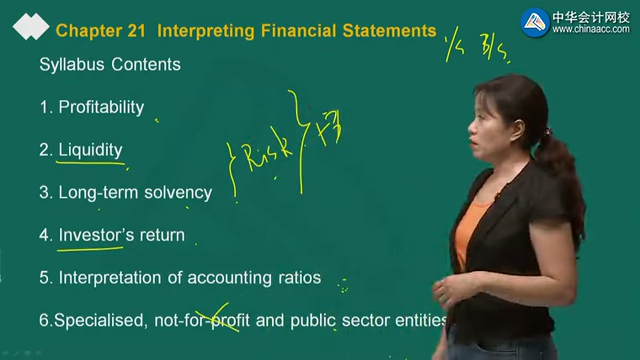 Chapter 21 Interpreting Financial Statements
中华会计网校
www.chinaacc.com
I/S B/S
Syllabus Contents
1. Profitability
2. Liquidity
Risk
3. Long-term solvency
4. Investor's return
5. Interpretation of accounting ratios
6.Specialised, not-for-profit and public sector entities